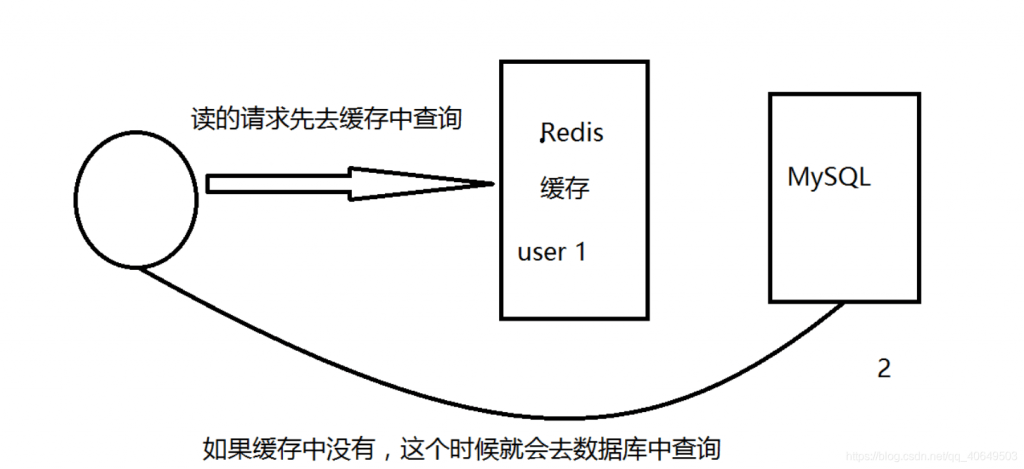 读的请求先去缓存中查询
Redis
缓存
user 1
MySQL
2
如果缓存中没有，这个时候就会去数据库中查询
https://blog.csdn.net/qq_40649503